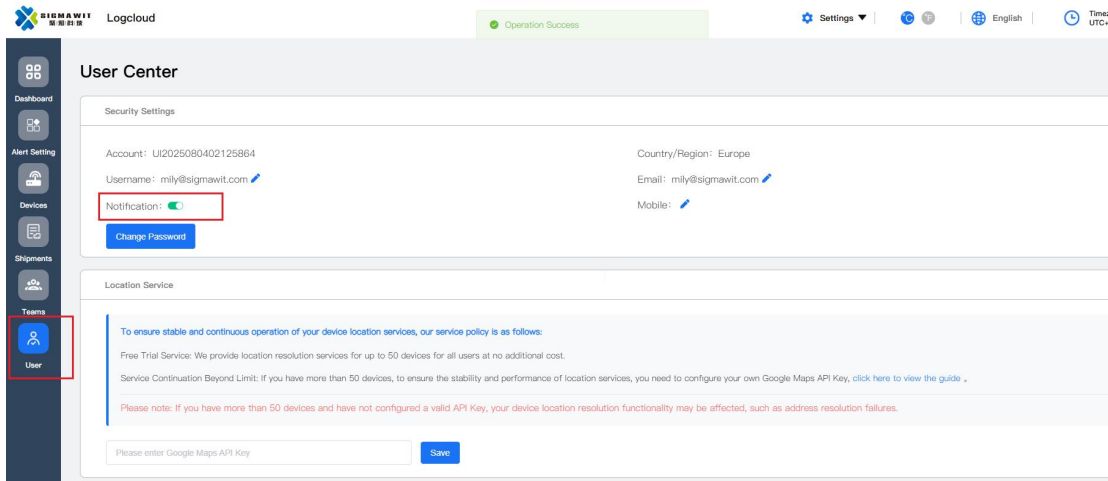 SIGMAWIT
Logcloud
Operation Success
Settings
°C °F
English
UTC+
Dashboard
Alert Setting
Devices
Shipments
Teams
User
User Center
Security Settings
Account: UI2025080402125864
Country/Region: Europe
Username: mily@sigmawit.com
Email: mily@sigmawit.com
Notification:
Mobile:
Change Password
Location Service
To ensure stable and continuous operation of your device location services, our service policy is as follows:
Free Trial Service: We provide location resolution services for up to 50 devices for all users at no additional cost.
Service Continuation Beyond Limit: If you have more than 50 devices, to ensure the stability and performance of location services, you need to configure your own Google Maps API Key, click here to view the guide 。
Please note: If you have more than 50 devices and have not configured a valid API Key, your device location resolution functionality may be affected, such as address resolution failures.
Please enter Google Maps API Key
Save